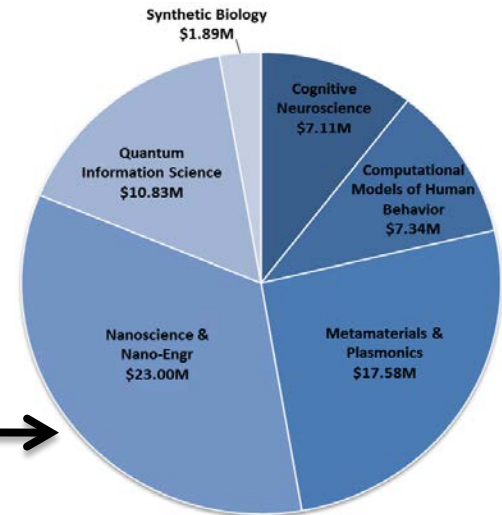 Synthetic Biology
$1.89M
Cognitive
Neuroscience
$7.11M
Quantum
Information Science
$10.83M
Computational
Models of Human
Behavior
$7.34M
Nanoscience &
Nano-Engr
$23.00M
Metamaterials &
Plasmonics
$17.58M